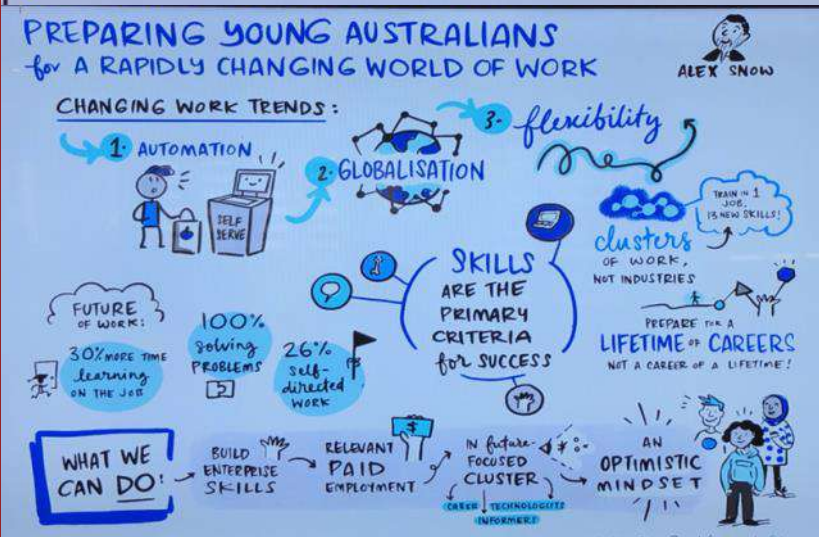 PREPARING YOUNG AUSTRALIANS
for A RAPIDLY CHANGING WORLD OF WORK
ALEX SNOW
CHANGING WORK TRENDS:
1. AUTOMATION
SELF
SERVE
2. GLOBALISATION
3. flexibility
TRAIN IN 1
JOB,
13 NEW SKILLS!
clusters
OF WORK,
NOT INDUSTRIES
SKILLS
ARE THE
PRIMARY
CRITERIA
for SUCCESS
PREPARE FOR A
LIFETIME OF CAREERS
NOT A CAREER OF A LIFETIME!
FUTURE
OF WORK:
30% MORE TIME
learning
ON THE JOB
100%
solving
PROBLEMS
26%
self-
directed
WORK
WHAT WE
CAN DO:
BUILD
ENTERPRISE
SKILLS
RELEVANT
PAID
EMPLOYMENT
$
IN future-
FOCUSED
CLUSTER
CARER
TECHNOLOGISTS
INFORMERS
AN
OPTIMISTIC
MINDSET